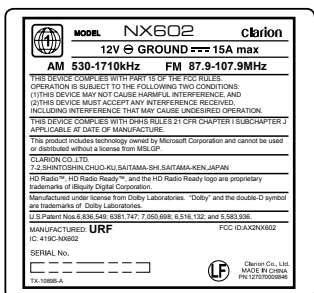 MODEL NX602 clarion
12V ⊖ GROUND 15A max
AM 530-1710kHz FM 87.9-107.9MHz
THIS DEVICE COMPLIES WITH PART 15 OF THE FCC RULES.
OPERATION IS SUBJECT TO THE FOLLOWING TWO CONDITIONS:
(1)THIS DEVICE MAY NOT CAUSE HARMFUL INTERFERENCE, AND
(2)THIS DEVICE MUST ACCEPT ANY INTERFERENCE RECEIVED,
INCLUDING INTERFERENCE THAT MAY CAUSE UNDESIRED OPERATION.
THIS DEVICE COMPLIES WITH DHHS RULES 21 CFR CHAPTER I SUBCHAPTER J
APPLICABLE AT DATE OF MANUFACTURE.
This product includes technology owned by Microsoft Corporation and cannot be used
or distributed without a license from MSLGP.
CLARION CO.,LTD.
7-2,SHINTOSHIN,CHUO-KU,SAITAMA-SHI,SAITAMA-KEN,JAPAN
HD Radio™, HD Radio Ready™, and the HD Radio Ready logo are proprietary
trademarks of iBiquity Digital Corporation.
Manufactured under license from Dolby Laboratories. "Dolby" and the double-D symbol
are trademarks of Dolby Laboratories.
U.S.Patent Nos.6,836,549; 6381,747; 7,050,698; 6,516,132; and 5,583,936.
MANUFACTURED: URF FCC ID:AX2NX602
IC: 419C-NX602
SERIAL No.
LF Clarion Co., Ltd.
MADE IN CHINA
TX-1089B-A PN:127070009846